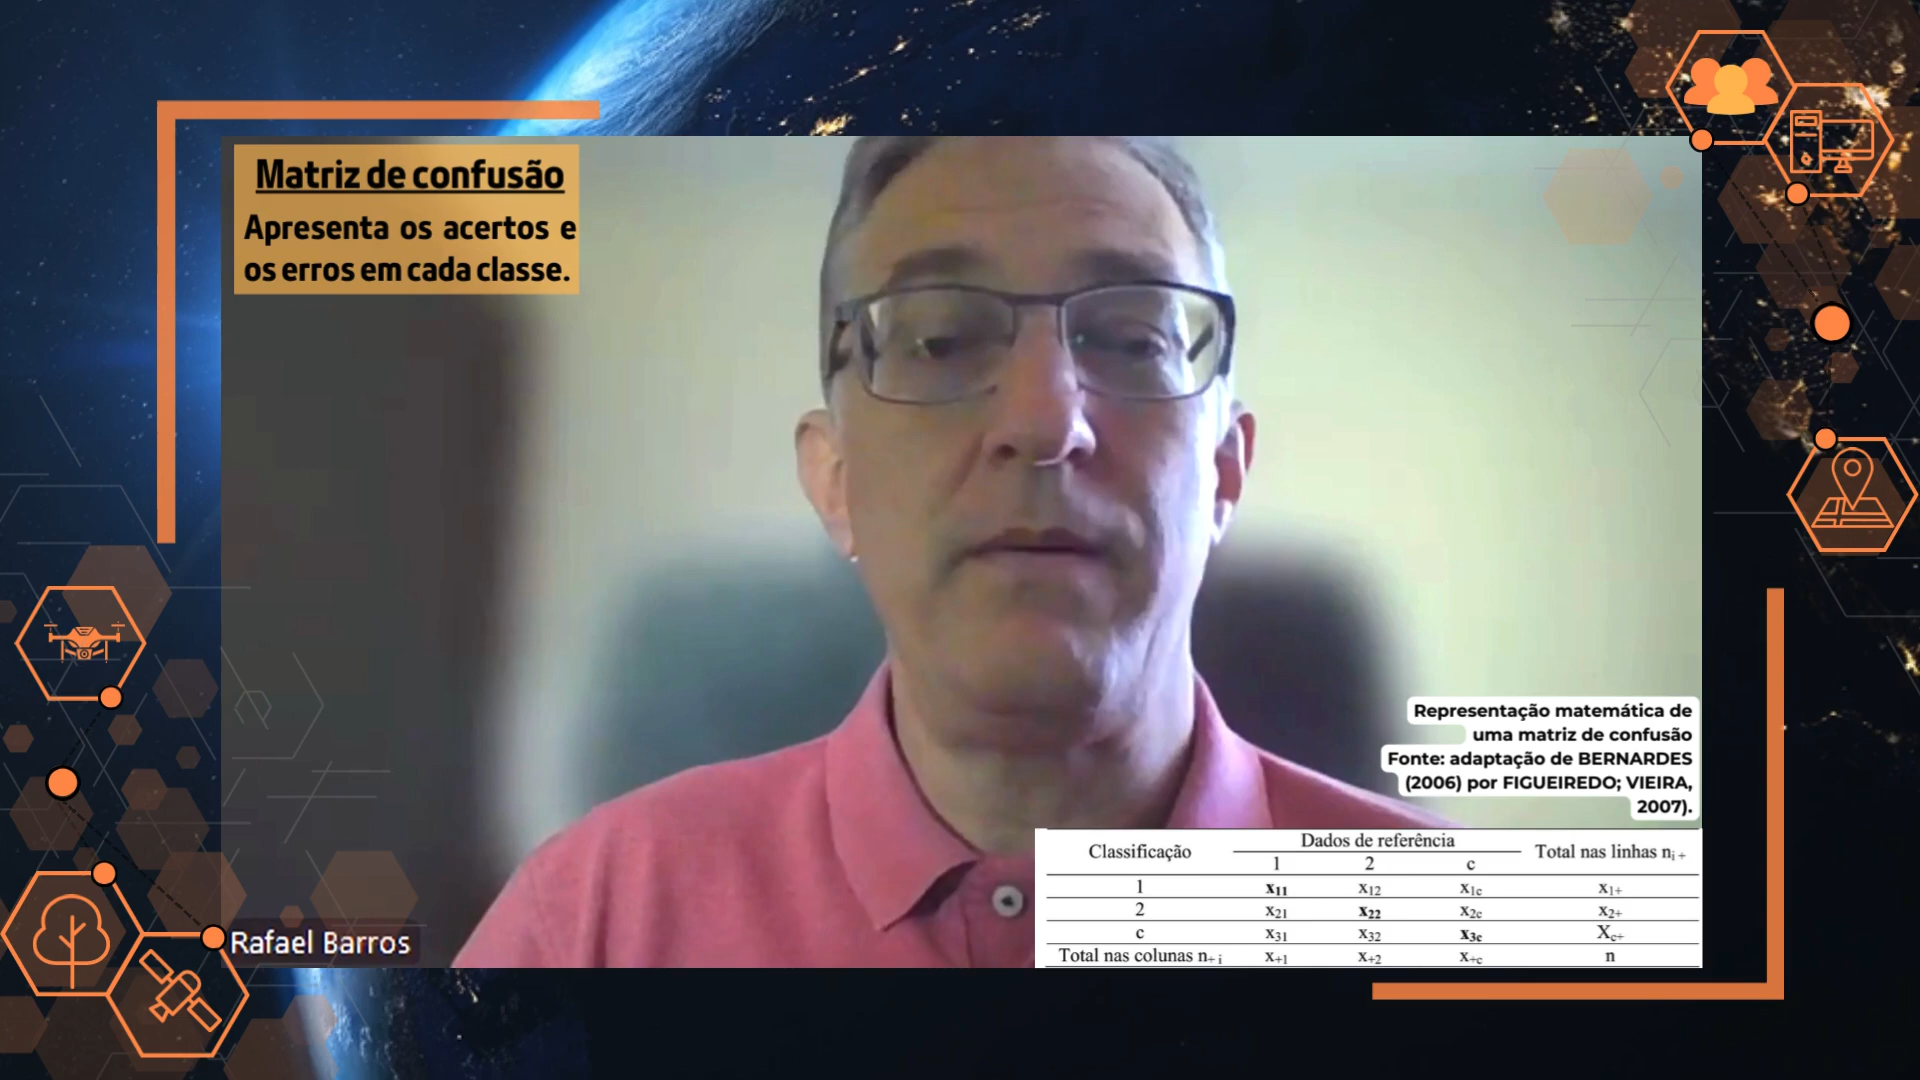 Matriz de confusão
Apresenta os acertos e
os erros em cada classe.
Representação matemática de
uma matriz de confusão
Fonte: adaptação de BERNARDES
(2006) por FIGUEIREDO; VIEIRA,
2007).
Classificação Dados de referência Total nas linhas n i +
1 2 c
1 x11 x12 x1c x1+
2 x21 x22 x2c x2+
c x31 x32 x3c Xc+
Total nas colunas n+ i x+1 x+2 x+c n
Rafael Barros